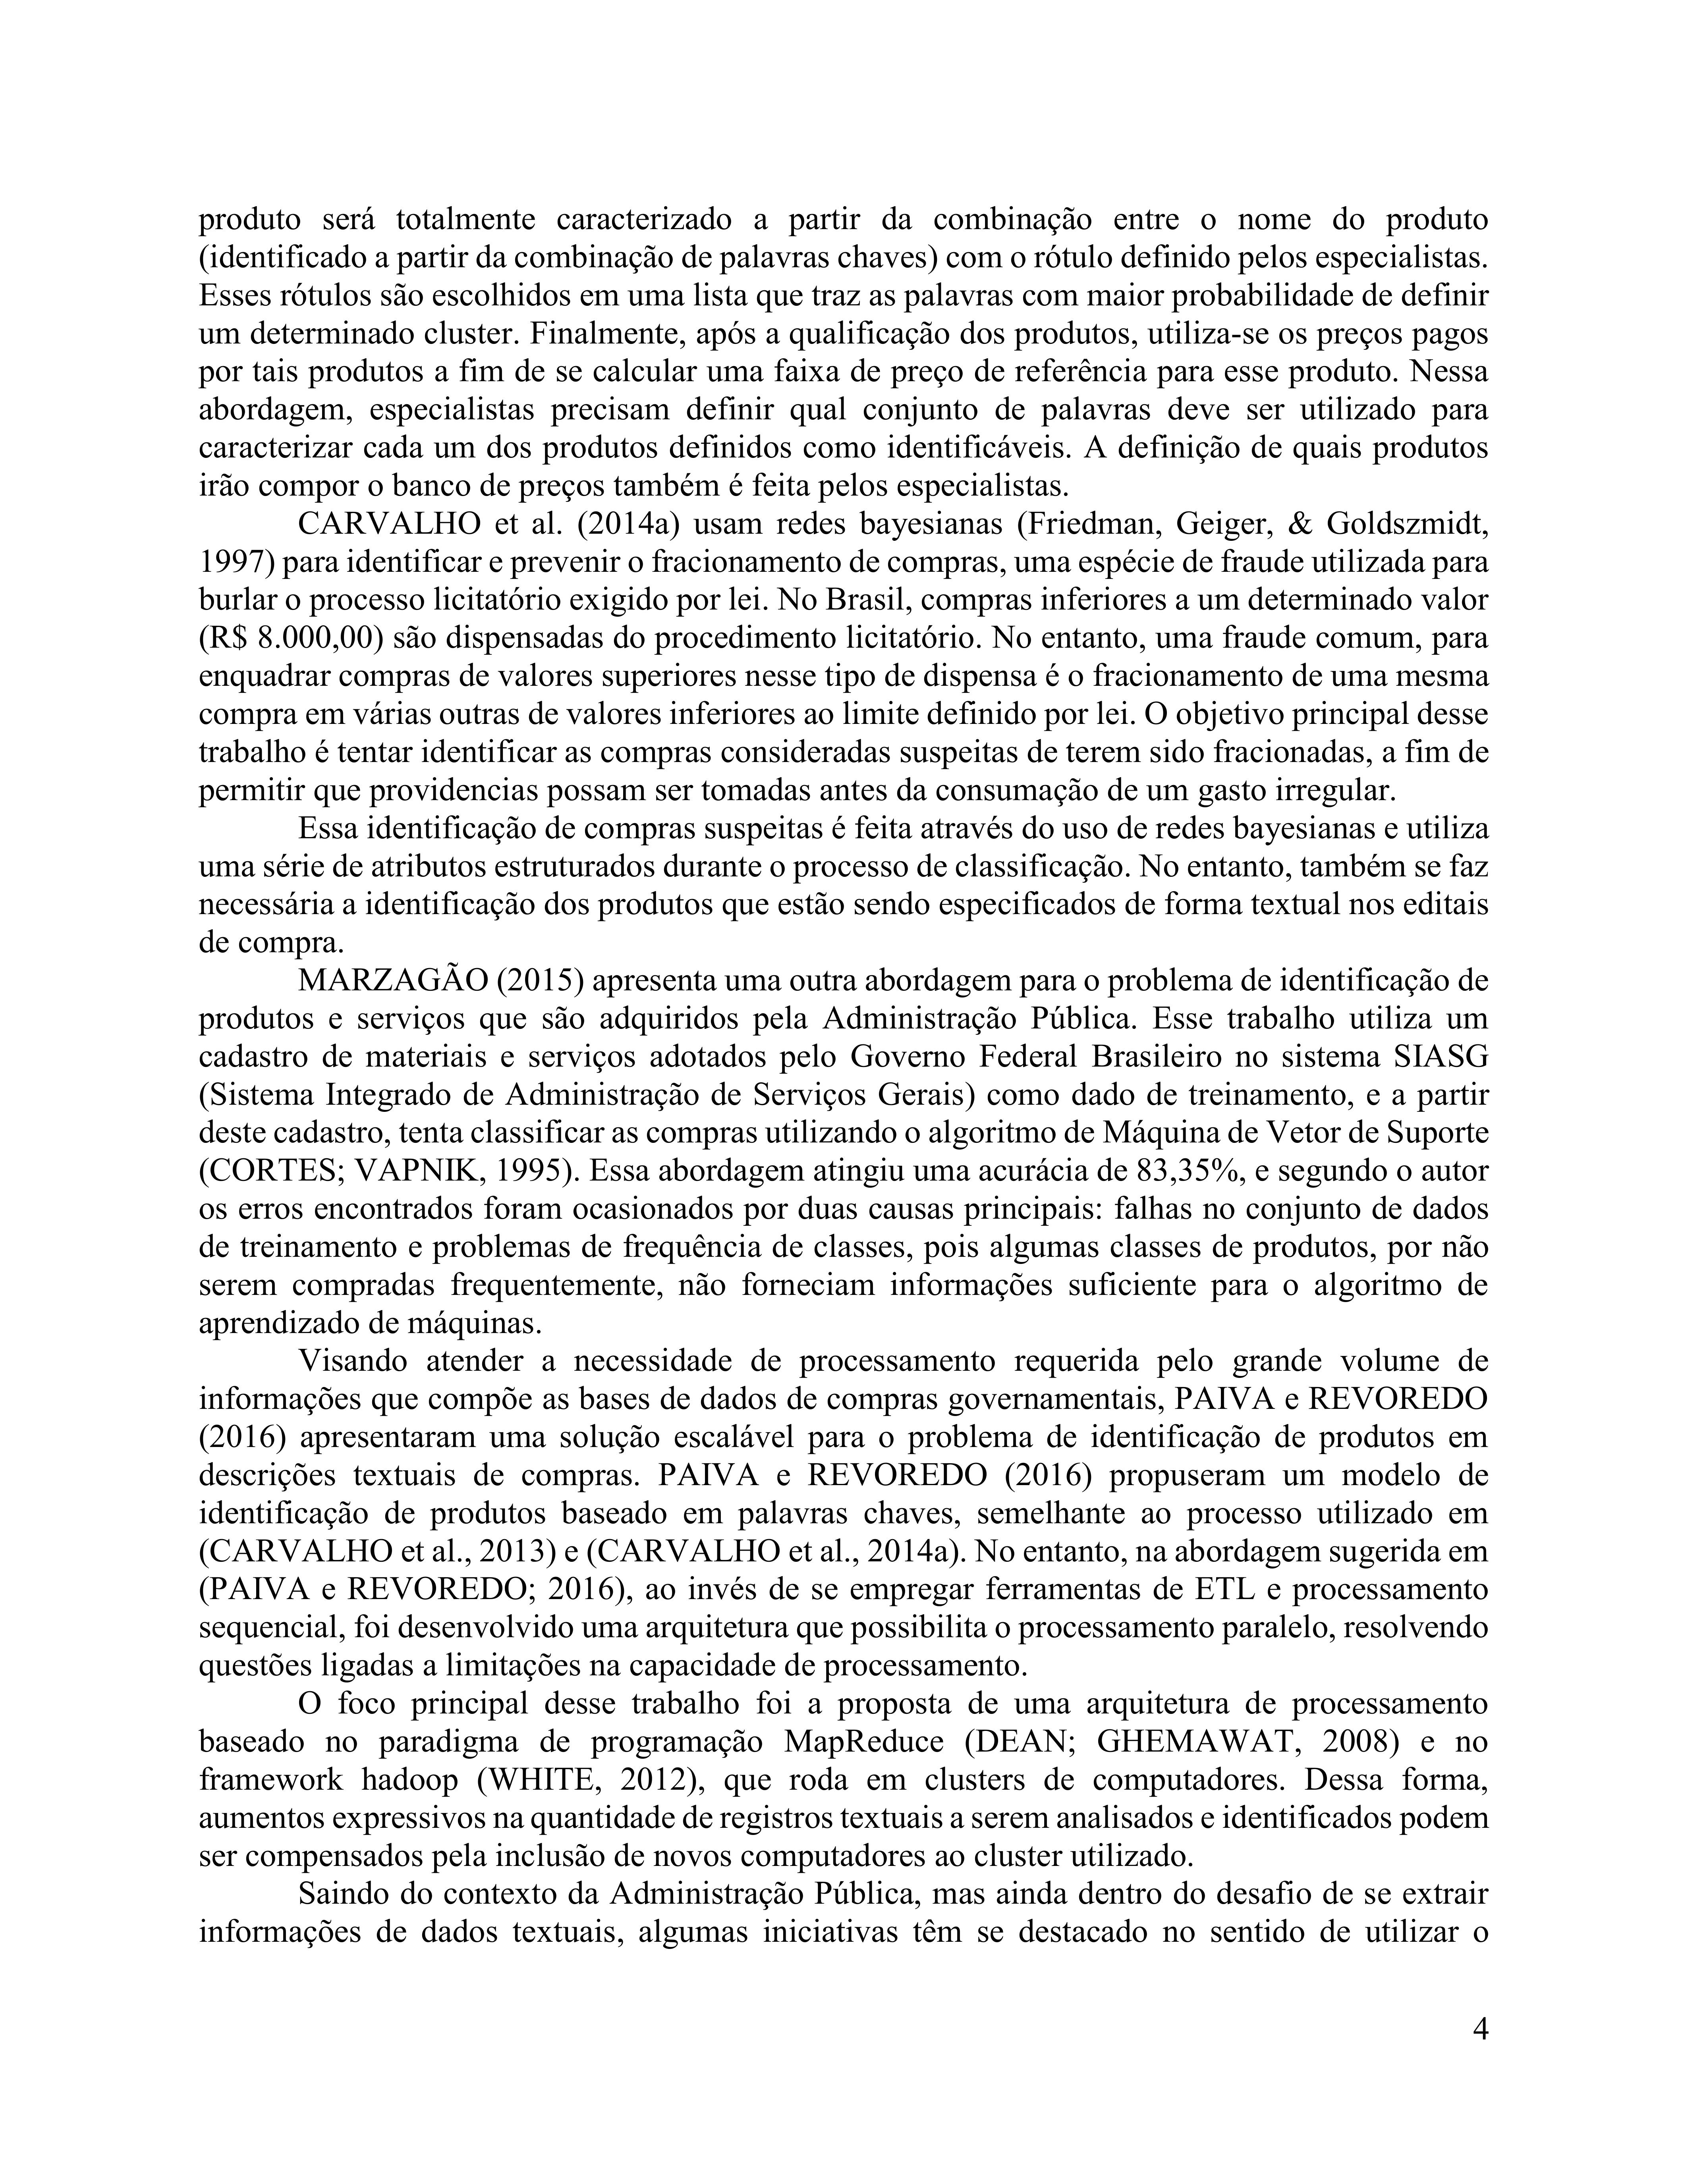 produto será totalmente caracterizado a partir da combinação entre o nome do produto
(identificado a partir da combinação de palavras chaves) com o rótulo definido pelos especialistas.
Esses rótulos são escolhidos em uma lista que traz as palavras com maior probabilidade de definir
um determinado cluster. Finalmente, após a qualificação dos produtos, utiliza-se os preços pagos
por tais produtos a fim de se calcular uma faixa de preço de referência para esse produto. Nessa
abordagem, especialistas precisam definir qual conjunto de palavras deve ser utilizado para
caracterizar cada um dos produtos definidos como identificáveis. A definição de quais produtos
irão compor o banco de preços também é feita pelos especialistas.
CARVALHO et al. (2014a) usam redes bayesianas (Friedman, Geiger, & Goldszmidt,
1997) para identificar e prevenir o fracionamento de compras, uma espécie de fraude utilizada para
burlar o processo licitatório exigido por lei. No Brasil, compras inferiores a um determinado valor
(R$ 8.000,00) são dispensadas do procedimento licitatório. No entanto, uma fraude comum, para
enquadrar compras de valores superiores nesse tipo de dispensa é o fracionamento de uma mesma
compra em várias outras de valores inferiores ao limite definido por lei. O objetivo principal desse
trabalho é tentar identificar as compras consideradas suspeitas de terem sido fracionadas, a fim de
permitir que providencias possam ser tomadas antes da consumação de um gasto irregular.
Essa identificação de compras suspeitas é feita através do uso de redes bayesianas e utiliza
uma série de atributos estruturados durante o processo de classificação. No entanto, também se faz
necessária a identificação dos produtos que estão sendo especificados de forma textual nos editais
de compra.
MARZAGÃO (2015) apresenta uma outra abordagem para o problema de identificação de
produtos e serviços que são adquiridos pela Administração Pública. Esse trabalho utiliza um
cadastro de materiais e serviços adotados pelo Governo Federal Brasileiro no sistema SIASG
(Sistema Integrado de Administração de Serviços Gerais) como dado de treinamento, e a partir
deste cadastro, tenta classificar as compras utilizando o algoritmo de Máquina de Vetor de Suporte
(CORTES; VAPNIK, 1995). Essa abordagem atingiu uma acurácia de 83,35%, e segundo o autor
os erros encontrados foram ocasionados por duas causas principais: falhas no conjunto de dados
de treinamento e problemas de frequência de classes, pois algumas classes de produtos, por não
serem compradas frequentemente, não forneciam informações suficiente para o algoritmo de
aprendizado de máquinas.
Visando atender a necessidade de processamento requerida pelo grande volume de
informações que compõe as bases de dados de compras governamentais, PAIVA e REVOREDO
(2016) apresentaram uma solução escalável para o problema de identificação de produtos em
descrições textuais de compras. PAIVA e REVOREDO (2016) propuseram um modelo de
identificação de produtos baseado em palavras chaves, semelhante ao processo utilizado em
(CARVALHO et al., 2013) e (CARVALHO et al., 2014a). No entanto, na abordagem sugerida em
(PAIVA e REVOREDO; 2016), ao invés de se empregar ferramentas de ETL e processamento
sequencial, foi desenvolvido uma arquitetura que possibilita o processamento paralelo, resolvendo
questões ligadas a limitações na capacidade de processamento.
O foco principal desse trabalho foi a proposta de uma arquitetura de processamento
baseado no paradigma de programação MapReduce (DEAN; GHEMAWAT, 2008) e no
framework hadoop (WHITE, 2012), que roda em clusters de computadores. Dessa forma,
aumentos expressivos na quantidade de registros textuais a serem analisados e identificados podem
ser compensados pela inclusão de novos computadores ao cluster utilizado.
Saindo do contexto da Administração Pública, mas ainda dentro do desafio de se extrair
informações de dados textuais, algumas iniciativas têm se destacado no sentido de utilizar o
4